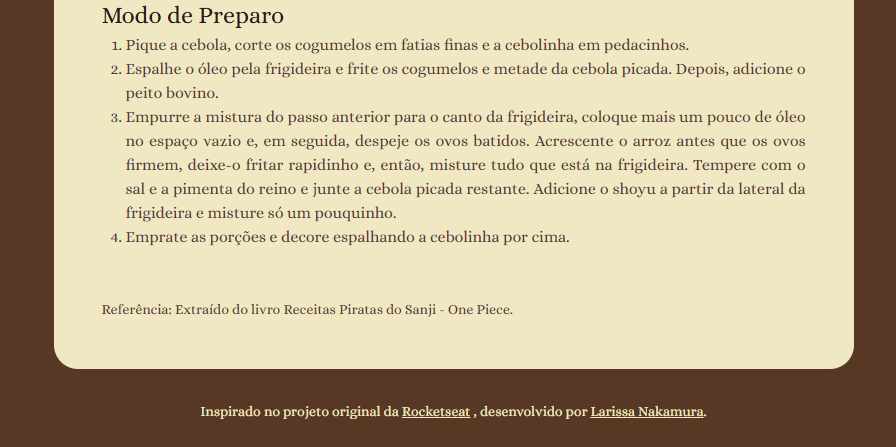 Modo de Preparo
1. Pique a cebola, corte os cogumelos em fatias finas e a cebolinha em pedacinhos.
2. Espalhe o óleo pela frigideira e frite os cogumelos e metade da cebola picada. Depois, adicione o
peito bovino.
3. Empurre a mistura do passo anterior para o canto da frigideira, coloque mais um pouco de óleo
no espaço vazio e, em seguida, despeje os ovos batidos. Acrescente o arroz antes que os ovos
firmem, deixe-o fritar rapidinho e, então, misture tudo que está na frigideira. Tempere com o
sal e a pimenta do reino e junte a cebola picada restante. Adicione o shoyu a partir da lateral da
frigideira e misture só um pouquinho.
4. Emprate as porções e decore espalhando a cebolinha por cima.
Referência: Extraído do livro Receitas Piratas do Sanji - One Piece.
Inspirado no projeto original da Rocketseat , desenvolvido por Larissa Nakamura.